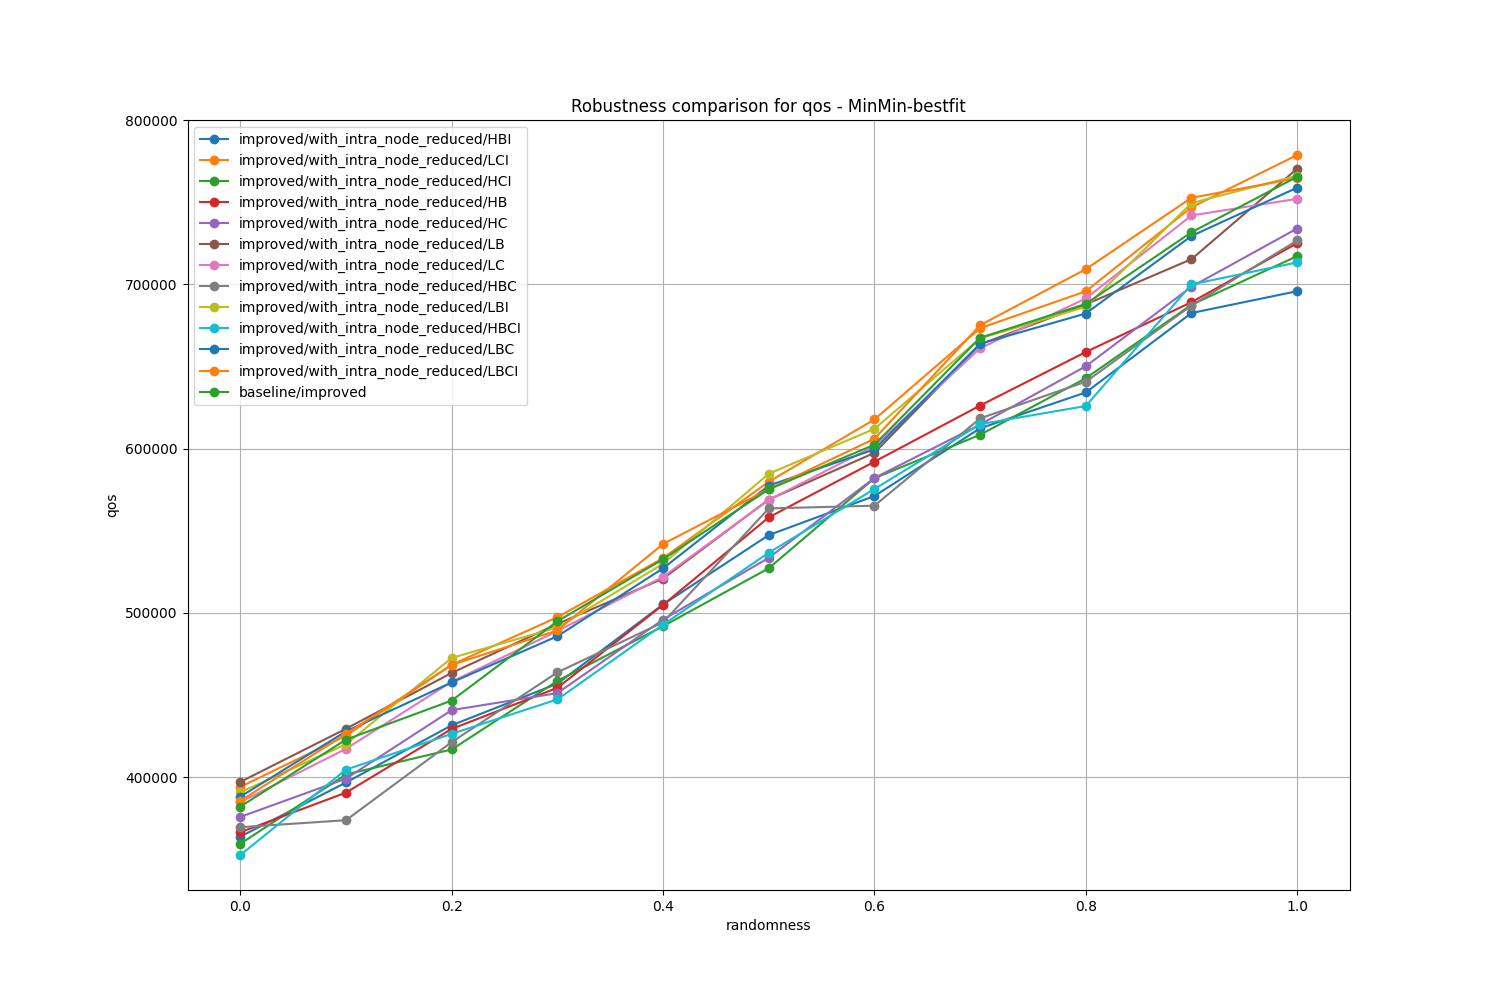 Robustness comparison for qos - MinMin-bestfit
800000
700000
600000
500000
400000
qos
improved/with_intra_node_reduced/HBI
improved/with_intra_node_reduced/LCI
improved/with_intra_node_reduced/HCI
improved/with_intra_node_reduced/HB
improved/with_intra_node_reduced/HC
improved/with_intra_node_reduced/LB
improved/with_intra_node_reduced/LC
improved/with_intra_node_reduced/HBC
improved/with_intra_node_reduced/LBI
improved/with_intra_node_reduced/HBCI
improved/with_intra_node_reduced/LBC
improved/with_intra_node_reduced/LBCI
baseline/improved
0.0 0.2 0.4 0.6 0.8 1.0
randomness